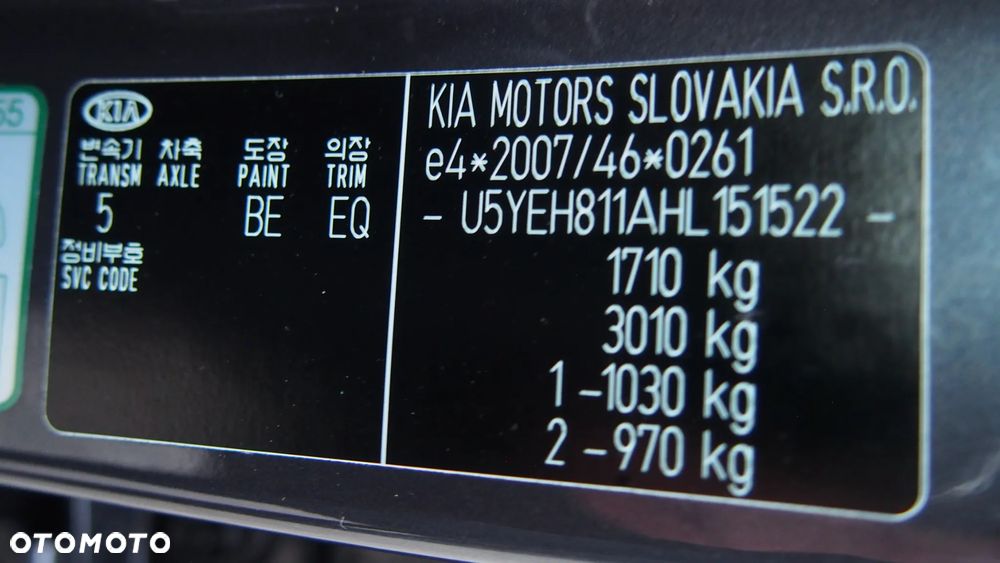 55
KIA
변속기 차축 도장 의장
TRANSM AXLE PAINT TRIM
5 BE EQ
정비부호
SVC CODE
KIA MOTORS SLOVAKIA S.R.O.
e4*2007/46*0261
- U5YEH811AHL151522 -
1710 kg
3010 kg
1 -1030 kg
2 -970 kg
OTOMOTO